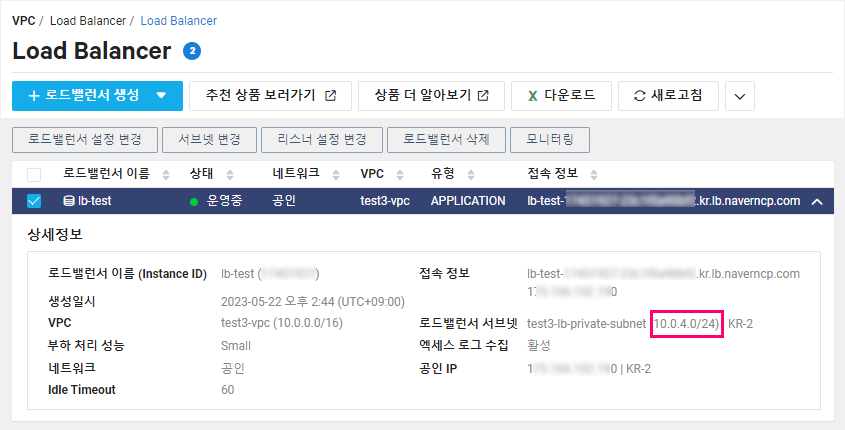 VPC / Load Balancer / Load Balancer
Load Balancer 2
+ 로드밸런서 생성 추천 상품 보러가기 상품 더 알아보기 다운로드 새로고침
로드밸런서 설정 변경 서브넷 변경 리스너 설정 변경 로드밸런서 삭제 모니터링
로드밸런서 이름 상태 네트워크 VPC 유형 접속 정보
lb-test 운영중 공인 test3-vpc APPLICATION lb-test- .kr.lb.naverncp.com
상세정보
로드밸런서 이름 (Instance ID) lb-test ( ) 접속 정보 lb-test- .kr.lb.naverncp.com
생성일시 2023-05-22 오후 2:44 (UTC+09:00)
VPC test3-vpc (10.0.0.0/16) 로드밸런서 서브넷 test3-lb-private-subnet (10.0.4.0/24) KR-2
부하 처리 성능 Small 엑세스 로그 수집 활성
네트워크 공인 공인 IP | KR-2
Idle Timeout 60